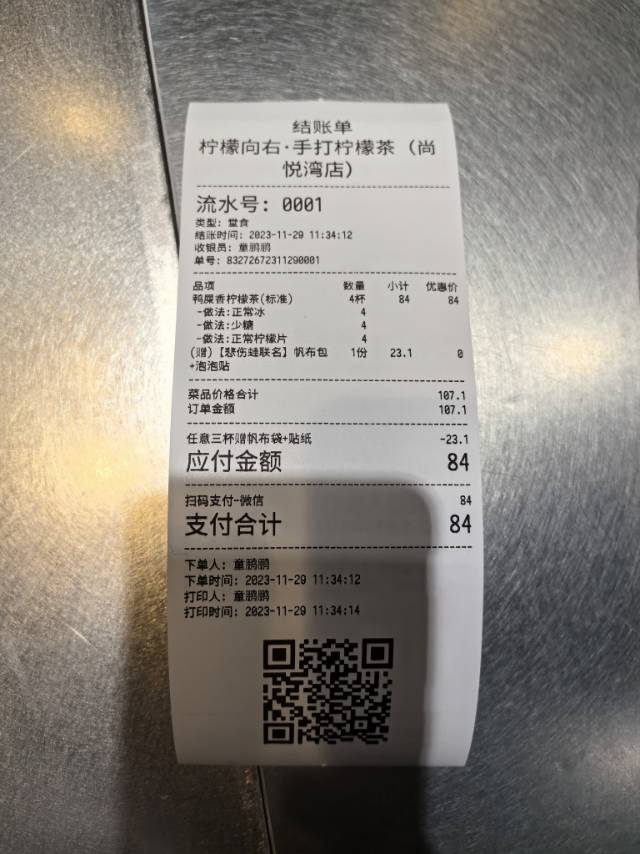 结账单
柠檬向右·手打柠檬茶（尚
悦湾店）
流水号: 0001
类型: 堂食
结账时间: 2023-11-29 11:34:12
收银员: 童鹏鹏
单号: 83272672311290001
品项 数量 小计 优惠价
鸭屎香柠檬茶(标准) 4杯 84 84
-做法:正常冰 4
-做法:少糖 4
-做法:正常柠檬片 4
(赠)【悲伤蛙联名】帆布包 1份 23.1 0
+泡泡贴
菜品价格合计 107.1
订单金额 107.1
任意三杯赠帆布袋+贴纸 -23.1
应付金额 84
扫码支付-微信 84
支付合计 84
下单人: 童鹏鹏
下单时间: 2023-11-29 11:34:12
打印人: 童鹏鹏
打印时间: 2023-11-29 11:34:14